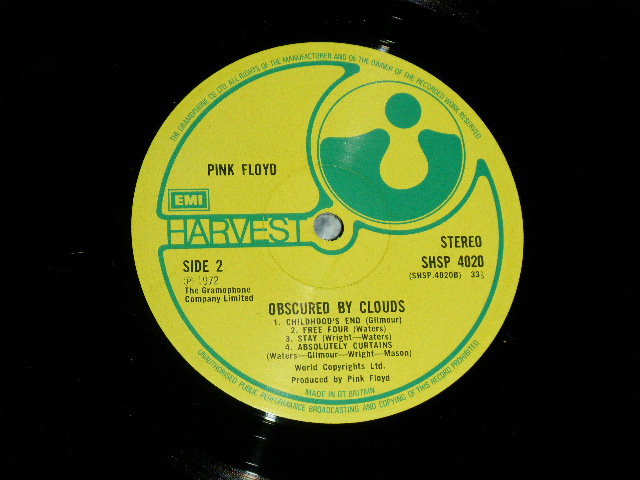 THE GRAMOPHONE CO. LTD. ALL RIGHTS OF THE MANUFACTURER AND OF THE OWNER OF THE RECORDED WORK RESERVED
PINK FLOYD
EMI
HARVEST
STEREO
SIDE 2
SHSP 4020
℗ 1972
(SHSP.4020B) 33⅓
The Gramophone
Company Limited
OBSCURED BY CLOUDS
1. CHILDHOOD'S END (Gilmour)
2. FREE FOUR (Waters)
3. STAY (Wright—Waters)
4. ABSOLUTELY CURTAINS
(Waters—Gilmour—Wright—Mason)
World Copyrights Ltd.
Produced by Pink Floyd
MADE IN GT. BRITAIN
UNAUTHORISED PUBLIC PERFORMANCE BROADCASTING AND COPYING OF THIS RECORD PROHIBITED